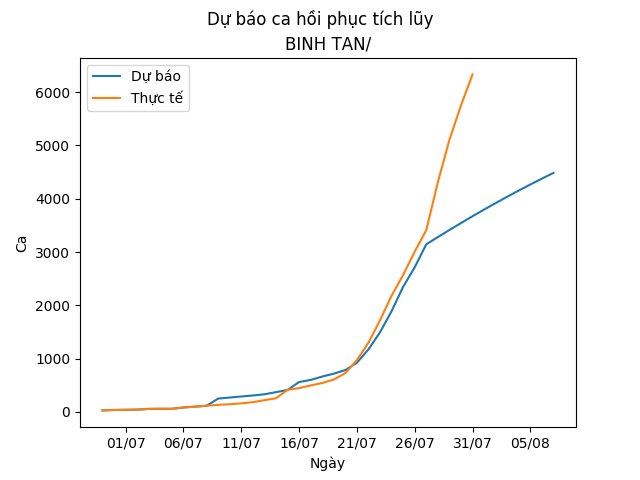 Dự báo ca hồi phục tích lũy
BINH TAN/
Dự báo
Thực tế
Ca
6000
5000
4000
3000
2000
1000
0
01/07 06/07 11/07 16/07 21/07 26/07 31/07 05/08
Ngày